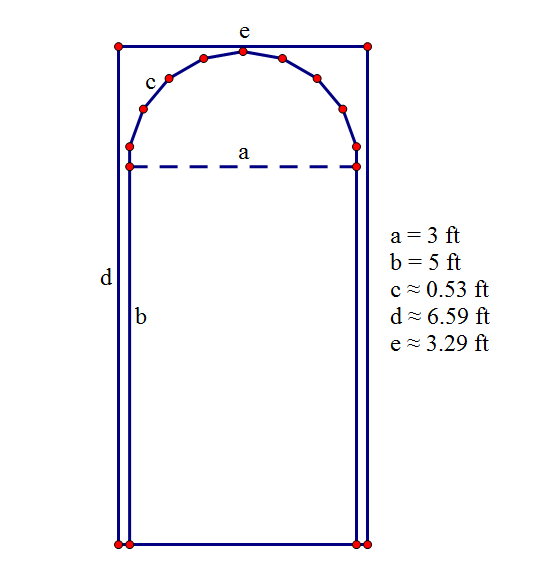 e
c
a
d
b
a = 3 ft
b = 5 ft
c ≈ 0.53 ft
d ≈ 6.59 ft
e ≈ 3.29 ft